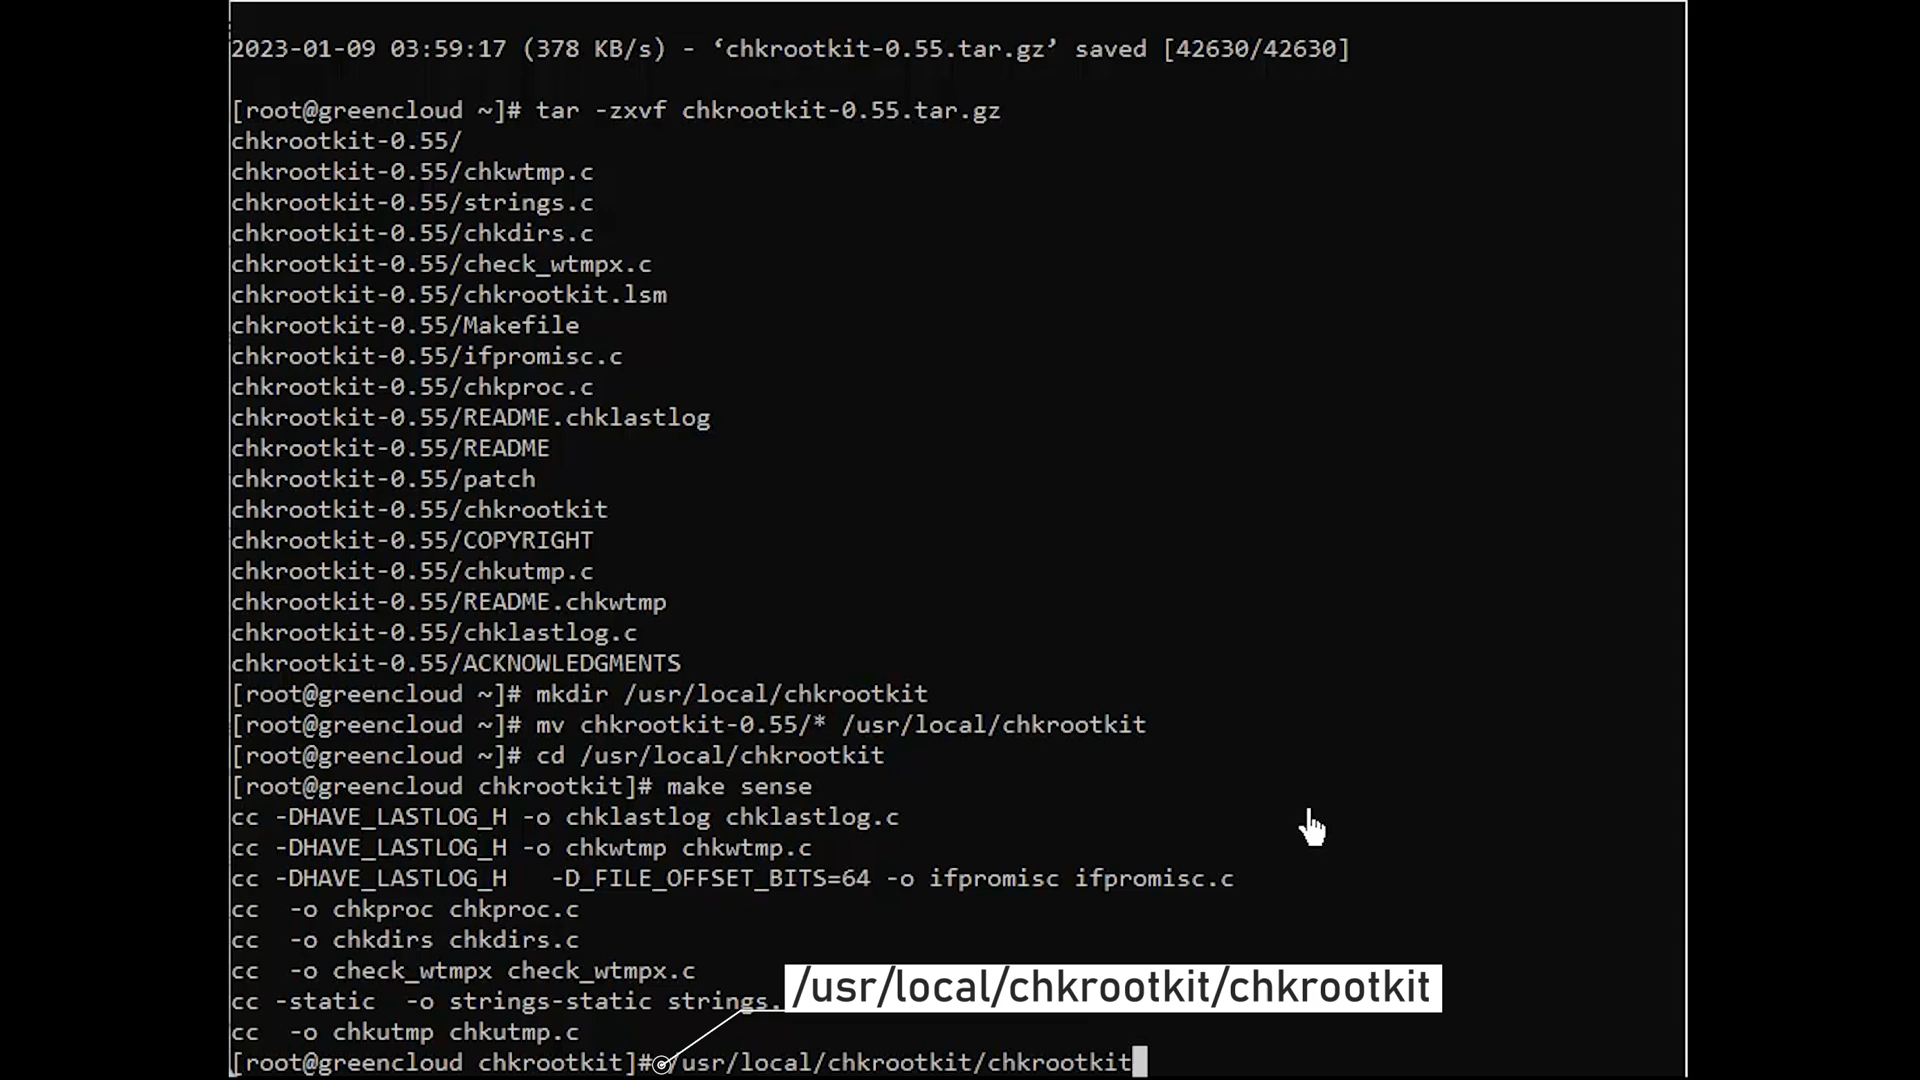 2023-01-09 03:59:17 (378 KB/s) - ‘chkrootkit-0.55.tar.gz’ saved [42630/42630]
[root@greencloud ~]# tar -zxvf chkrootkit-0.55.tar.gz
chkrootkit-0.55/
chkrootkit-0.55/chkwtmp.c
chkrootkit-0.55/strings.c
chkrootkit-0.55/chkdirs.c
chkrootkit-0.55/check_wtmpx.c
chkrootkit-0.55/chkrootkit.lsm
chkrootkit-0.55/Makefile
chkrootkit-0.55/ifpromisc.c
chkrootkit-0.55/chkproc.c
chkrootkit-0.55/README.chklastlog
chkrootkit-0.55/README
chkrootkit-0.55/patch
chkrootkit-0.55/chkrootkit
chkrootkit-0.55/COPYRIGHT
chkrootkit-0.55/chkutmp.c
chkrootkit-0.55/README.chkwtmp
chkrootkit-0.55/chklastlog.c
chkrootkit-0.55/ACKNOWLEDGMENTS
[root@greencloud ~]# mkdir /usr/local/chkrootkit
[root@greencloud ~]# mv chkrootkit-0.55/* /usr/local/chkrootkit
[root@greencloud ~]# cd /usr/local/chkrootkit
[root@greencloud chkrootkit]# make sense
cc -DHAVE_LASTLOG_H -o chklastlog chklastlog.c
cc -DHAVE_LASTLOG_H -o chkwtmp chkwtmp.c
cc -DHAVE_LASTLOG_H   -D_FILE_OFFSET_BITS=64 -o ifpromisc ifpromisc.c
cc  -o chkproc chkproc.c
cc  -o chkdirs chkdirs.c
cc  -o check_wtmpx check_wtmpx.c
/usr/local/chkrootkit/chkrootkit
cc -static  -o strings-static strings.
cc  -o chkutmp chkutmp.c
[root@greencloud chkrootkit]# /usr/local/chkrootkit/chkrootkit